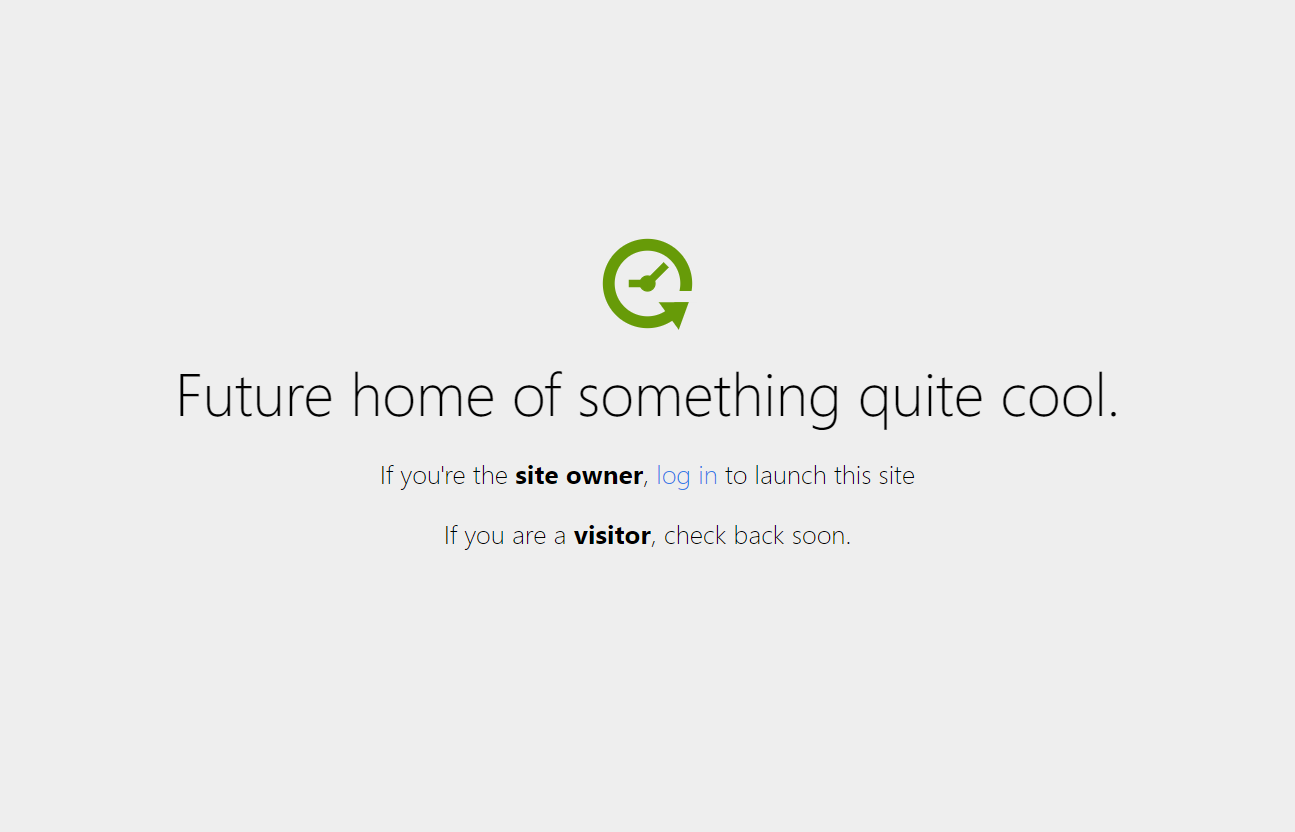 Future home of something quite cool.
If you're the site owner, log in to launch this site
If you are a visitor, check back soon.